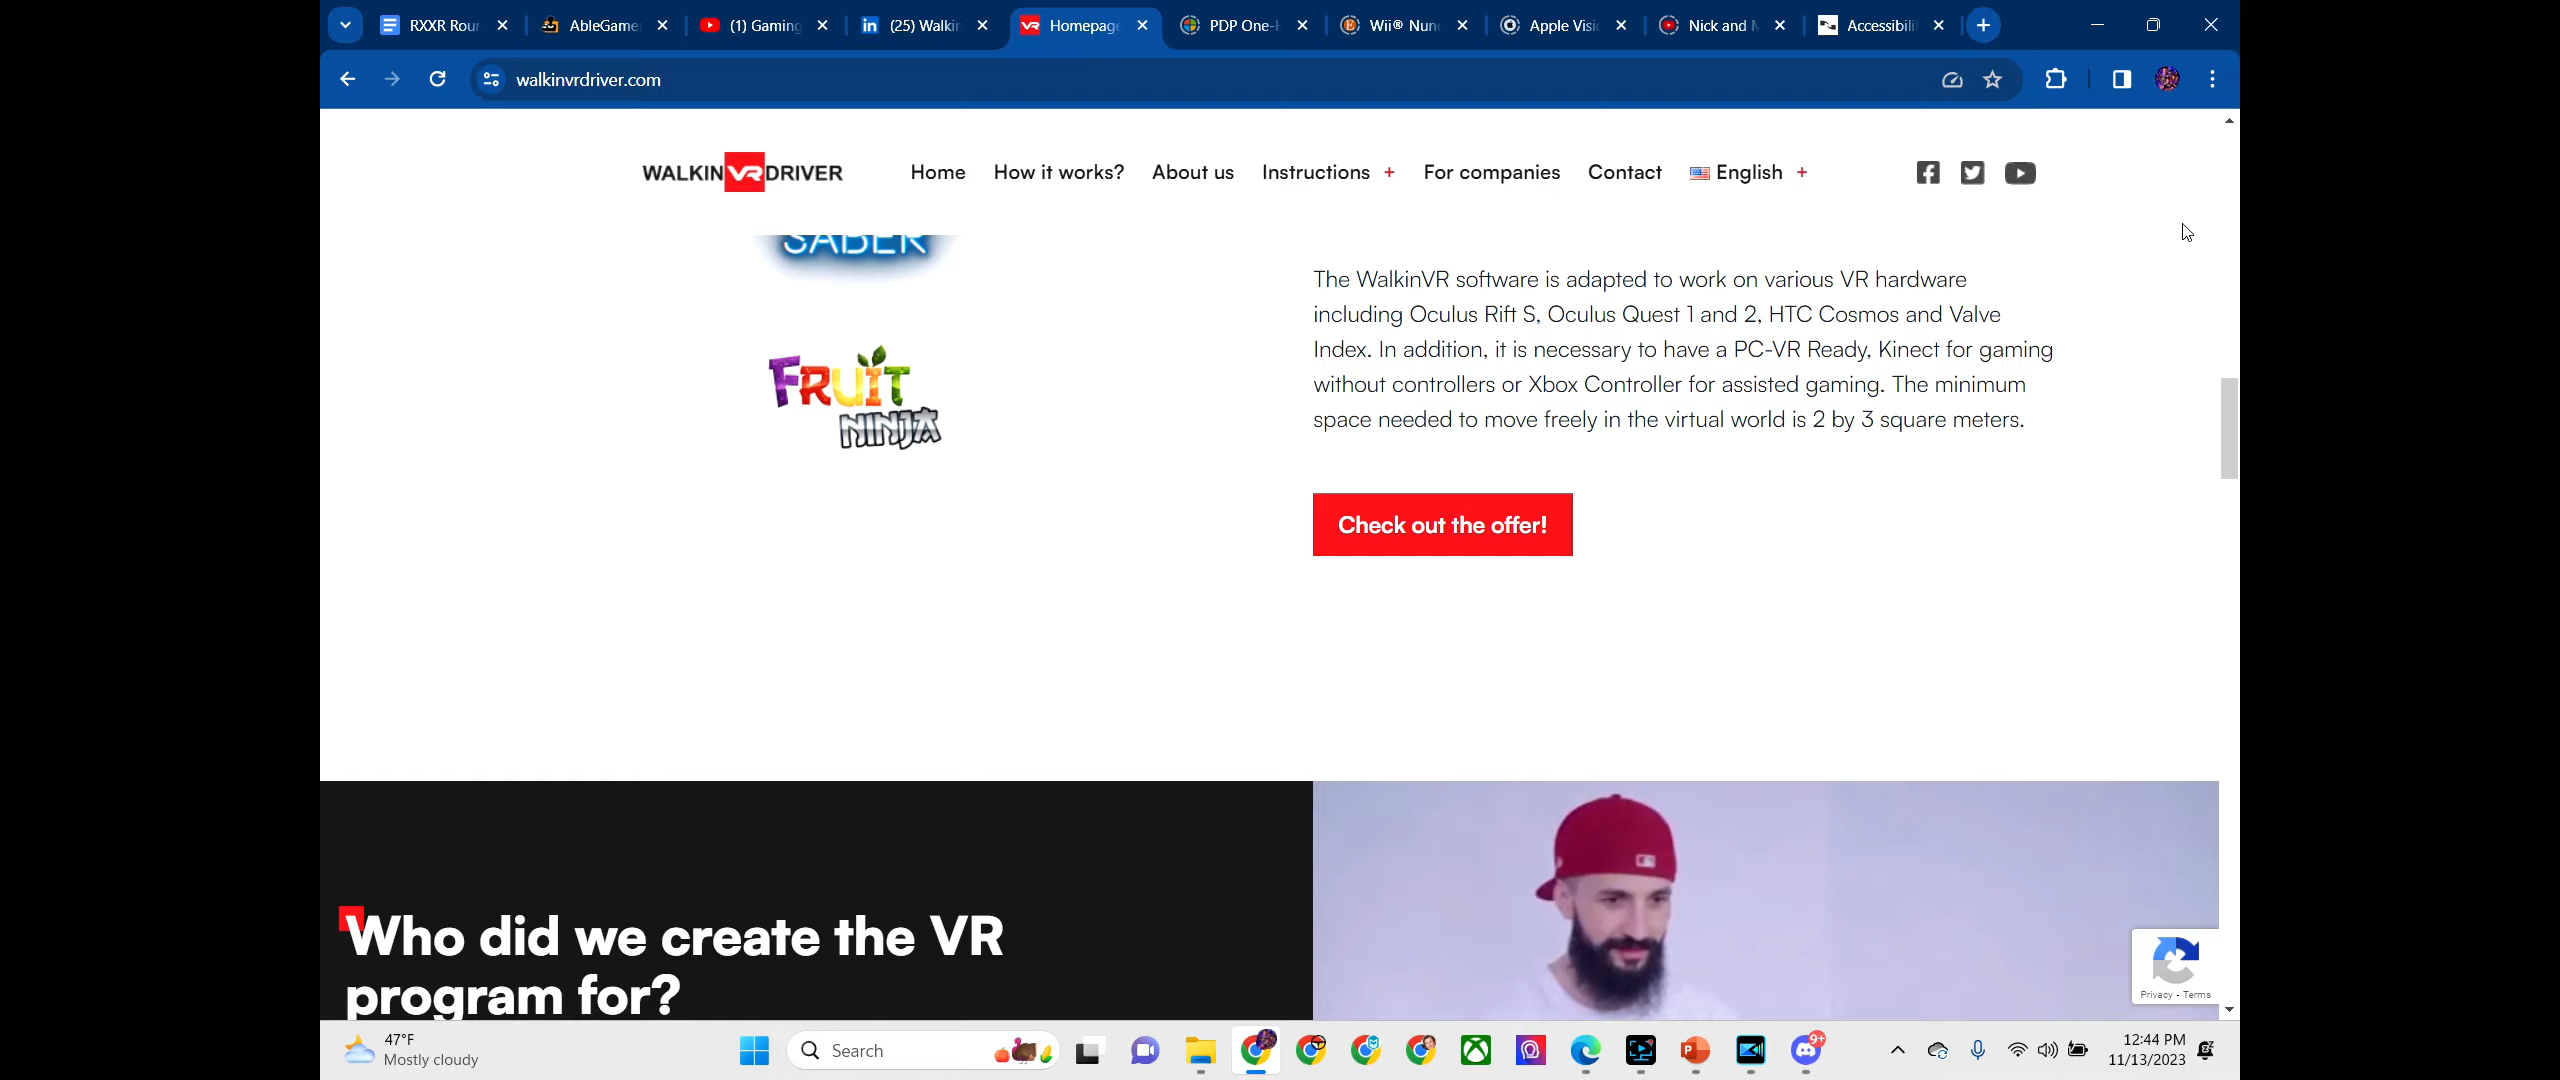 RXXR Rour
AbleGame
(1) Gaming
(25) Walkin
Homepage
PDP One-H
Wii® Nun
Apple Visi
Nick and
Accessibili
walkinvrdriver.com
WALKINVRDRIVER
Home
How it works?
About us
Instructions +
For companies
Contact
English +
SABER
FRUIT
NINJA
The WalkinVR software is adapted to work on various VR hardware
including Oculus Rift S, Oculus Quest 1 and 2, HTC Cosmos and Valve
Index. In addition, it is necessary to have a PC-VR Ready, Kinect for gaming
without controllers or Xbox Controller for assisted gaming. The minimum
space needed to move freely in the virtual world is 2 by 3 square meters.
Check out the offer!
Who did we create the VR
program for?
Privacy - Terms
47°F
Mostly cloudy
Search
9+
12:44 PM
11/13/2023